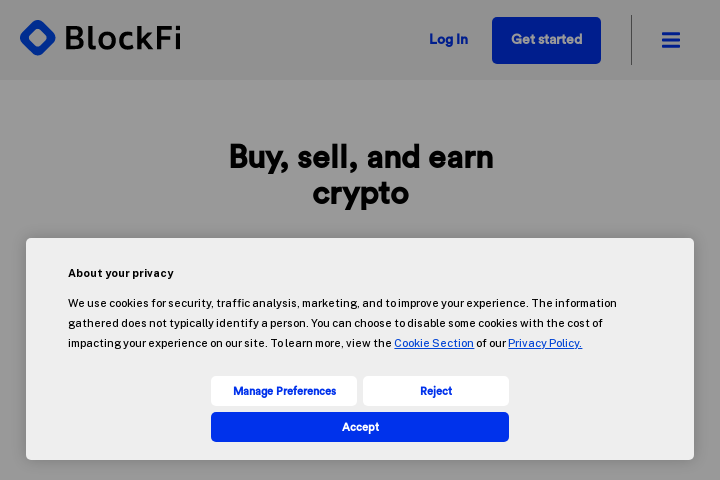 BlockFi
Log In
Get started
Buy, sell, and earn
crypto
About your privacy
We use cookies for security, traffic analysis, marketing, and to improve your experience. The information
gathered does not typically identify a person. You can choose to disable some cookies with the cost of
impacting your experience on our site. To learn more, view the Cookie Section of our Privacy Policy.
Manage Preferences
Reject
Accept